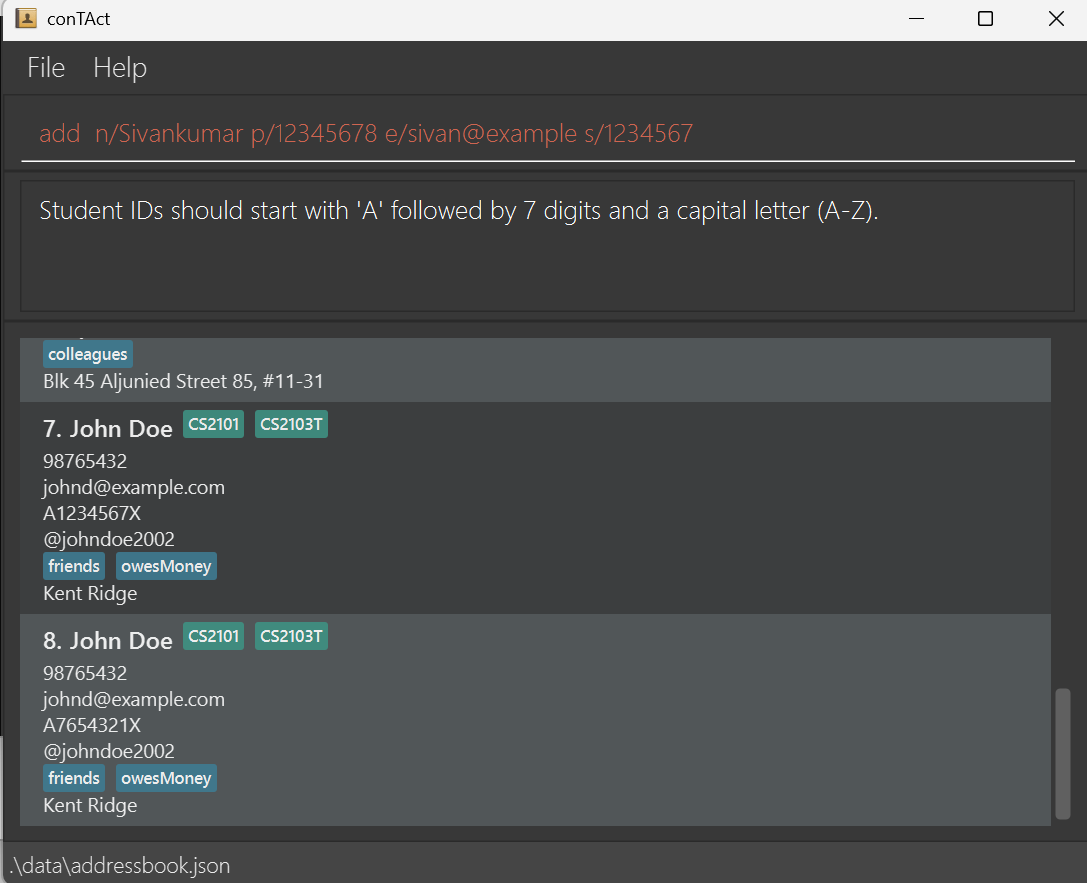 conTAct
File Help
add  n/Sivankumar p/12345678 e/sivan@example s/1234567
Student IDs should start with 'A' followed by 7 digits and a capital letter (A-Z).
colleagues
Blk 45 Aljunied Street 85, #11-31
7. John Doe CS2101 CS2103T
98765432
johnd@example.com
A1234567X
@johndoe2002
friends owesMoney
Kent Ridge
8. John Doe CS2101 CS2103T
98765432
johnd@example.com
A7654321X
@johndoe2002
friends owesMoney
Kent Ridge
.\data\addressbook.json